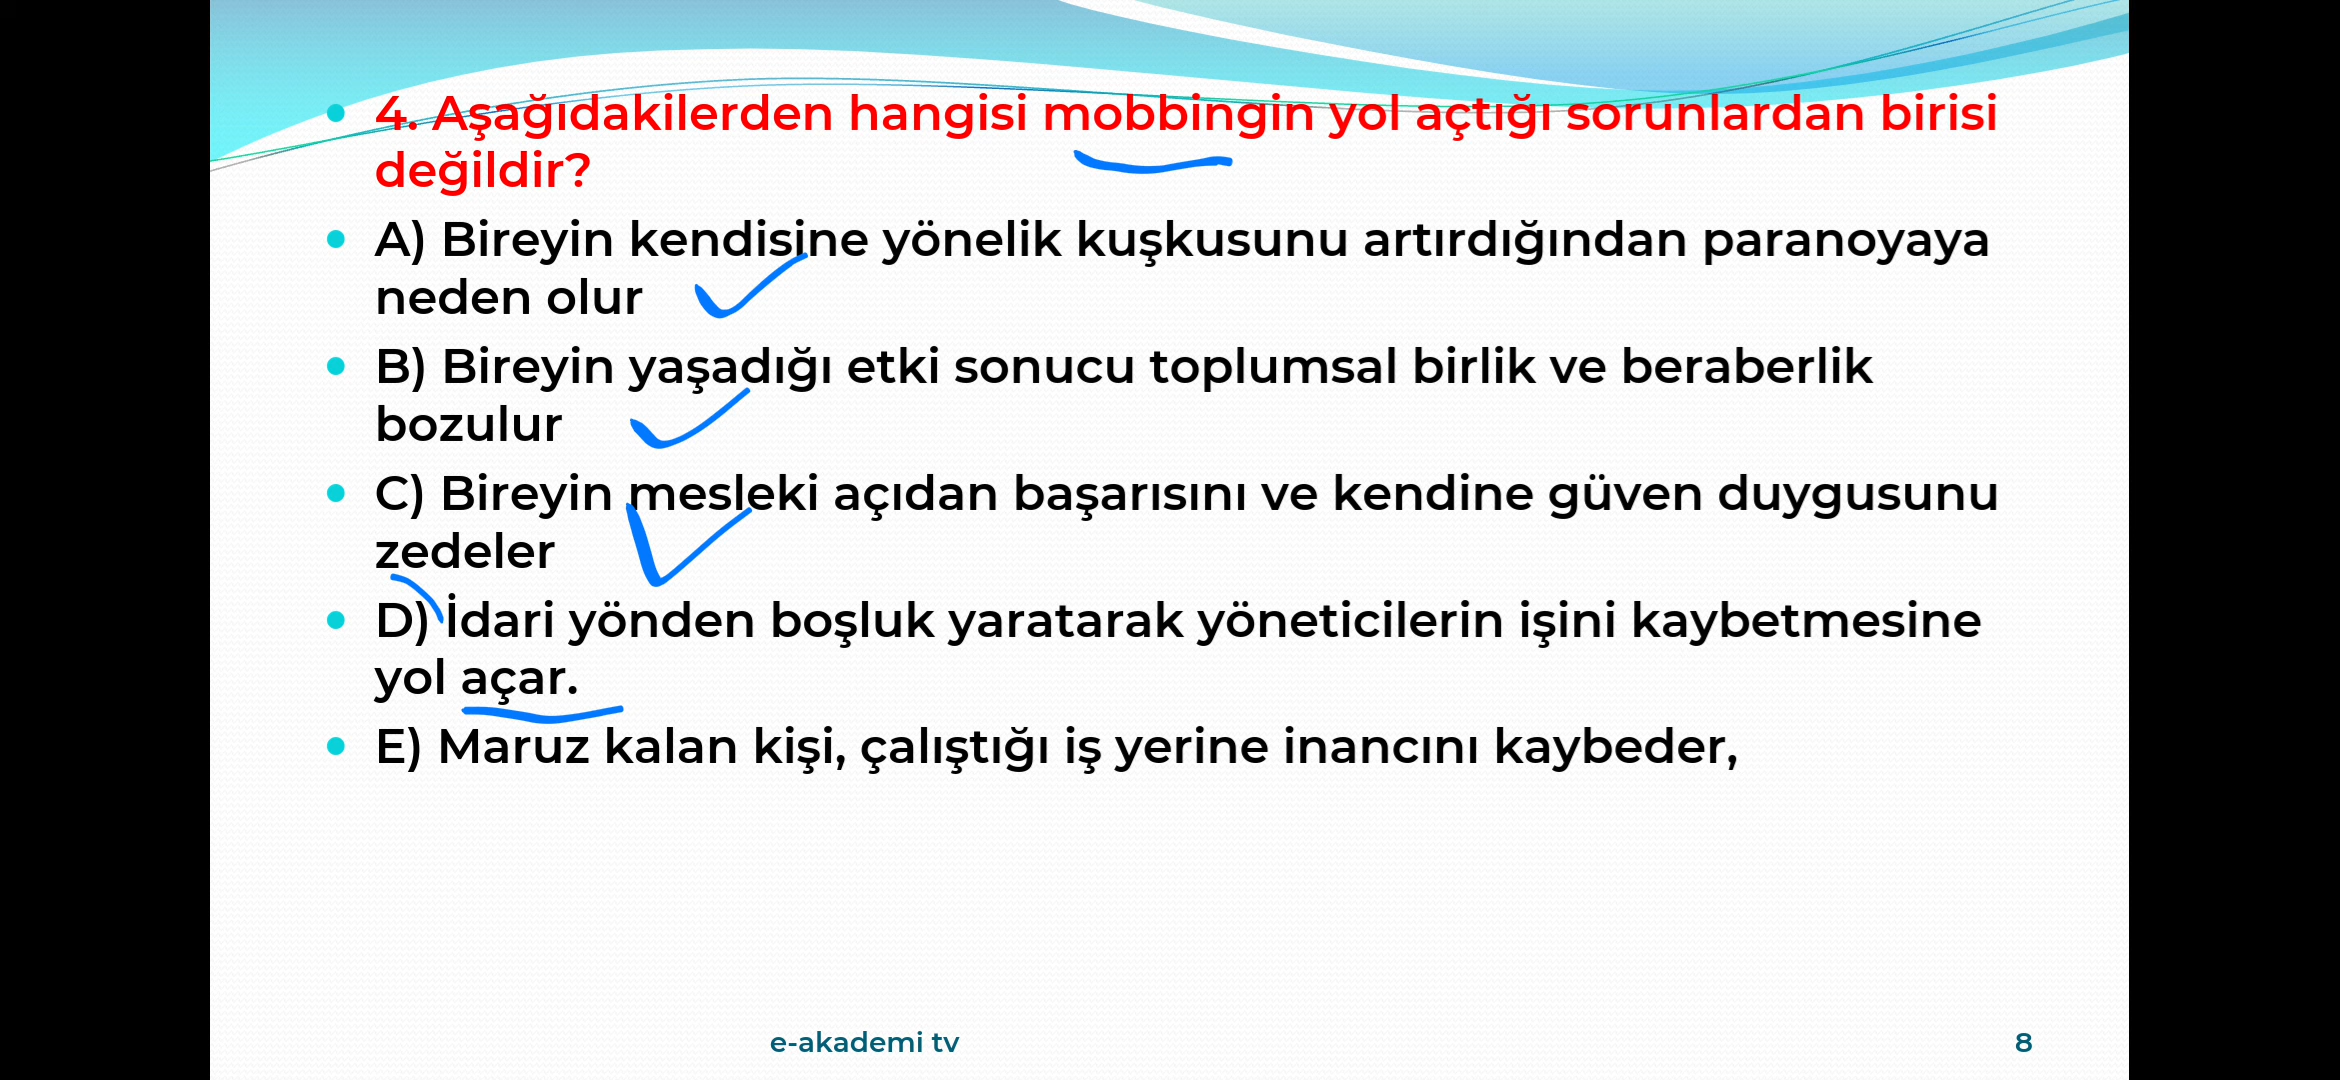 4. Aşağıdakilerden hangisi mobbingin yol açtığı sorunlardan birisi
değildir?
A) Bireyin kendisine yönelik kuşkusunu artırdığından paranoyaya
neden olur
B) Bireyin yaşadığı etki sonucu toplumsal birlik ve beraberlik
bozulur
C) Bireyin mesleki açıdan başarısını ve kendine güven duygusunu
zedeler
D) İdari yönden boşluk yaratarak yöneticilerin işini kaybetmesine
yol açar.
E) Maruz kalan kişi, çalıştığı iş yerine inancını kaybeder,
e-akademi tv
8